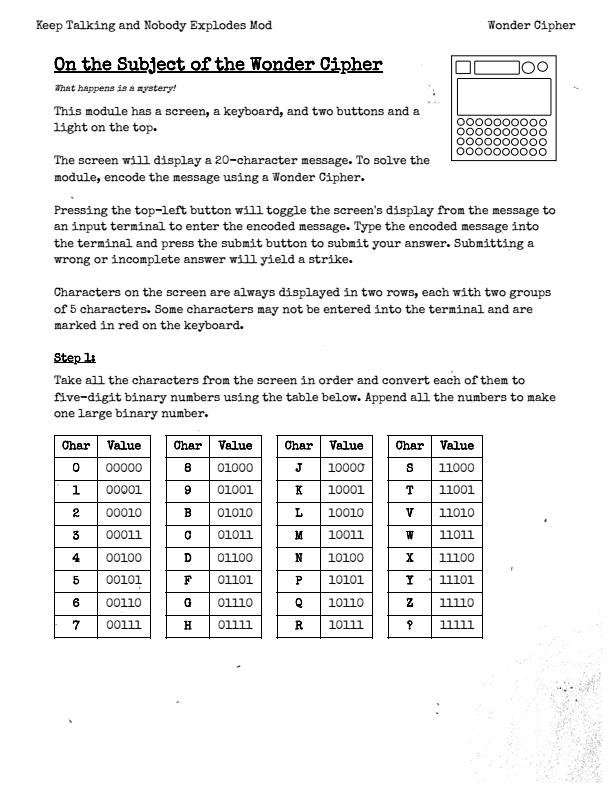 Keep Talking and Nobody Explodes Mod Wonder Cipher
On the Subject of the Wonder Cipher
What happens is a mystery!
This module has a screen, a keyboard, and two buttons and a
light on the top.
The screen will display a 20-character message. To solve the
module, encode the message using a Wonder Cipher.
Pressing the top-left button will toggle the screen's display from the message to
an input terminal to enter the encoded message. Type the encoded message into
the terminal and press the submit button to submit your answer. Submitting a
wrong or incomplete answer will yield a strike.
Characters on the screen are always displayed in two rows, each with two groups
of 5 characters. Some characters may not be entered into the terminal and are
marked in red on the keyboard.
Step 1:
Take all the characters from the screen in order and convert each of them to
five-digit binary numbers using the table below. Append all the numbers to make
one large binary number.
Char Value Char Value Char Value Char Value
0 00000 8 01000 J 10000 S 11000
1 00001 9 01001 K 10001 T 11001
2 00010 B 01010 L 10010 V 11010
3 00011 C 01011 M 10011 W 11011
4 00100 D 01100 N 10100 X 11100
5 00101 F 01101 P 10101 Y 11101
6 00110 G 01110 Q 10110 Z 11110
7 00111 H 01111 R 10111 ? 11111